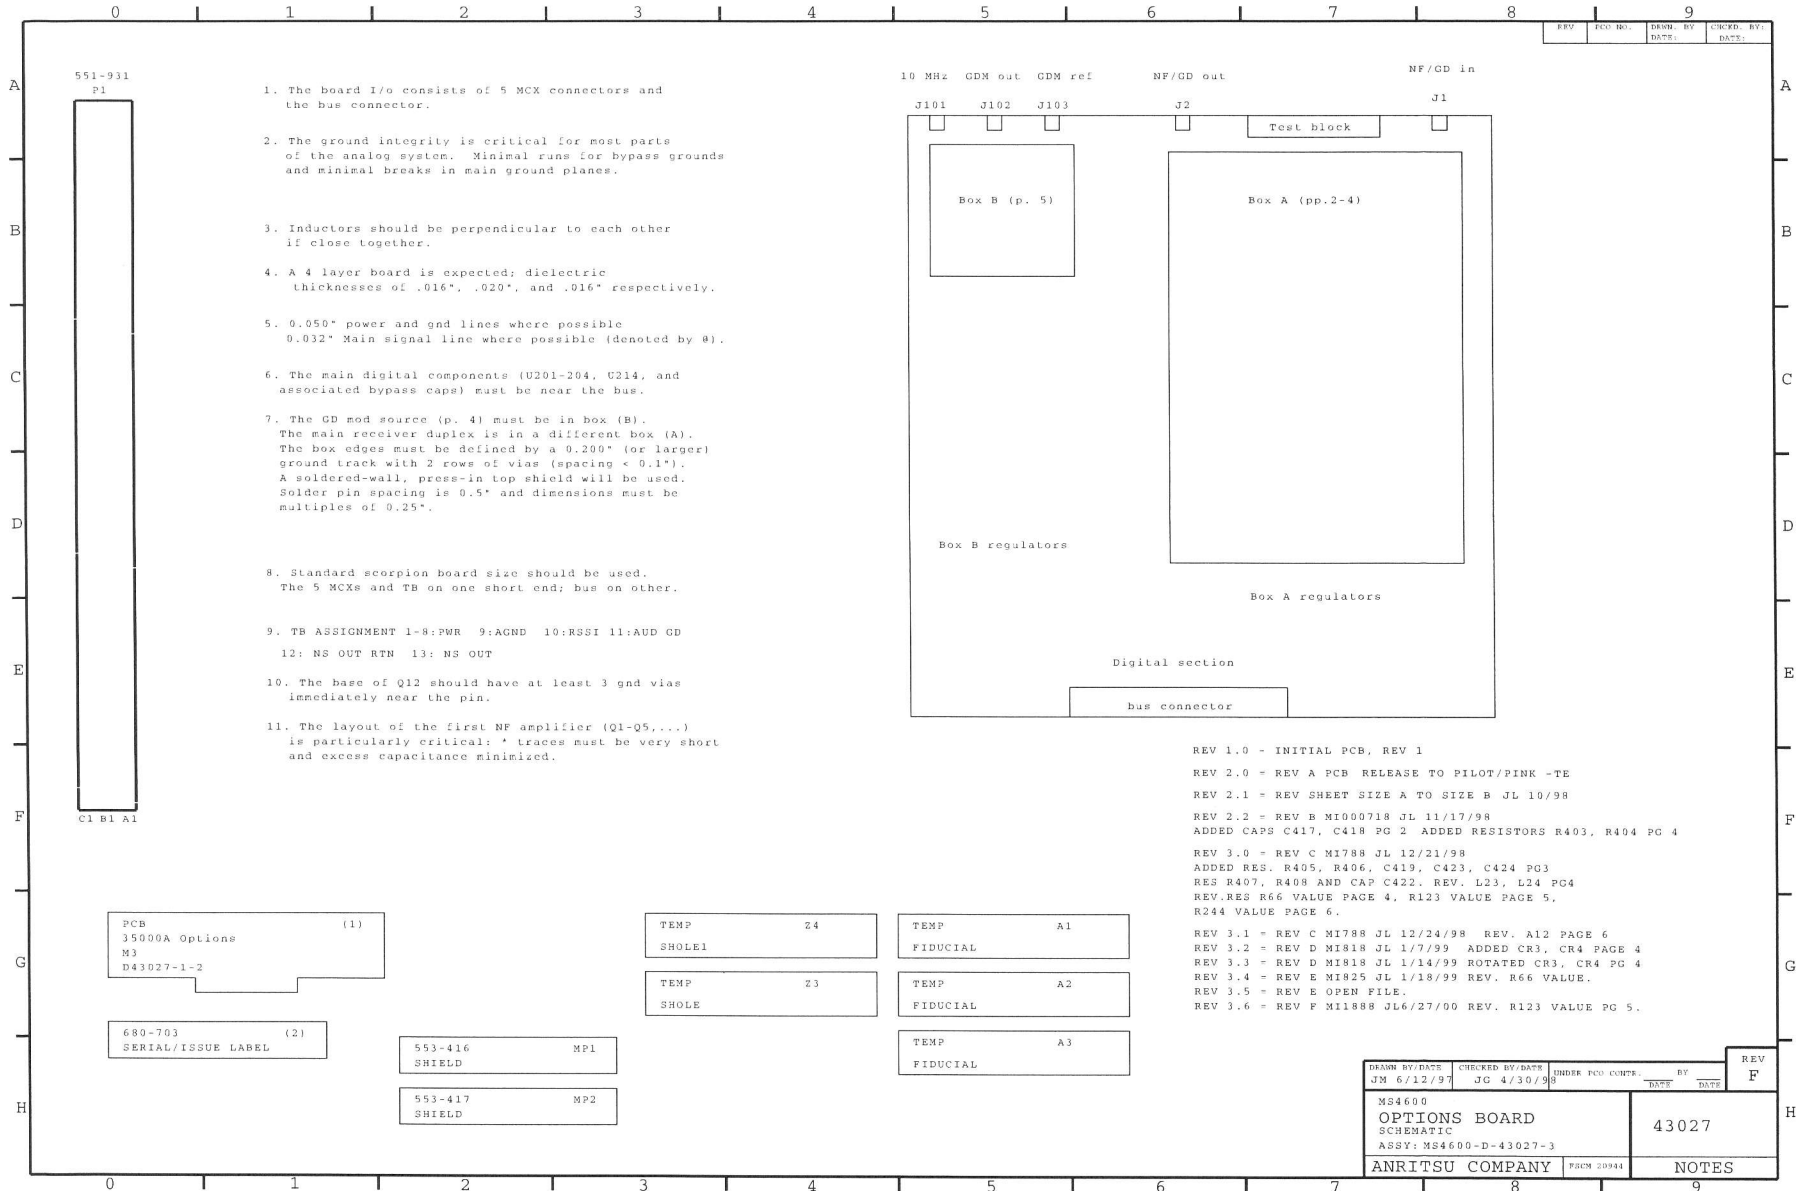 0 1 2 3 4 5 6 7 8 9
REV PCO NO. DRWN. BY DATE: CHCKD. BY: DATE:
A
B
C
D
E
F
G
H
551-931
P1
C1 B1 A1
1. The board I/o consists of 5 MCX connectors and
the bus connector.
2. The ground integrity is critical for most parts
of the analog system. Minimal runs for bypass grounds
and minimal breaks in main ground planes.
3. Inductors should be perpendicular to each other
if close together.
4. A 4 layer board is expected; dielectric
thicknesses of .016", .020", and .016" respectively.
5. 0.050" power and gnd lines where possible
0.032" Main signal line where possible (denoted by @).
6. The main digital components (U201-204, U214, and
associated bypass caps) must be near the bus.
7. The GD mod source (p. 4) must be in box (B).
The main receiver duplex is in a different box (A).
The box edges must be defined by a 0.200" (or larger)
ground track with 2 rows of vias (spacing < 0.1").
A soldered-wall, press-in top shield will be used.
Solder pin spacing is 0.5" and dimensions must be
multiples of 0.25".
8. Standard scorpion board size should be used.
The 5 MCXs and TB on one short end; bus on other.
9. TB ASSIGNMENT 1-8:PWR 9:AGND 10:RSSI 11:AUD GD
12: NS OUT RTN 13: NS OUT
10. The base of Q12 should have at least 3 gnd vias
immediately near the pin.
11. The layout of the first NF amplifier (Q1-Q5,...)
is particularly critical: * traces must be very short
and excess capacitance minimized.
10 MHz GDM out GDM ref NF/GD out NF/GD in
J101 J102 J103 J2 J1
Test block
Box B (p. 5)
Box A (pp.2-4)
Box B regulators
Box A regulators
Digital section
bus connector
REV 1.0 - INITIAL PCB, REV 1
REV 2.0 = REV A PCB RELEASE TO PILOT/PINK -TE
REV 2.1 = REV SHEET SIZE A TO SIZE B JL 10/98
REV 2.2 = REV B MI000718 JL 11/17/98
ADDED CAPS C417, C418 PG 2 ADDED RESISTORS R403, R404 PG 4
REV 3.0 = REV C MI788 JL 12/21/98
ADDED RES. R405, R406, C419, C423, C424 PG3
RES R407, R408 AND CAP C422. REV. L23, L24 PG4
REV.RES R66 VALUE PAGE 4, R123 VALUE PAGE 5,
R244 VALUE PAGE 6.
REV 3.1 = REV C MI788 JL 12/24/98 REV. A12 PAGE 6
REV 3.2 = REV D MI818 JL 1/7/99 ADDED CR3, CR4 PAGE 4
REV 3.3 = REV D MI818 JL 1/14/99 ROTATED CR3, CR4 PG 4
REV 3.4 = REV E MI825 JL 1/18/99 REV. R66 VALUE.
REV 3.5 = REV E OPEN FILE.
REV 3.6 = REV F MI1888 JL6/27/00 REV. R123 VALUE PG 5.
PCB (1)
35000A Options
M3
D43027-1-2
680-703 (2)
SERIAL/ISSUE LABEL
553-416 MP1
SHIELD
553-417 MP2
SHIELD
TEMP Z4
SHOLE1
TEMP Z3
SHOLE
TEMP A1
FIDUCIAL
TEMP A2
FIDUCIAL
TEMP A3
FIDUCIAL
DRAWN BY/DATE CHECKED BY/DATE UNDER PCO CONTR. BY
JM 6/12/97 JG 4/30/98 DATE DATE
REV
F
MS4600
OPTIONS BOARD
SCHEMATIC
ASSY: MS4600-D-43027-3
43027
ANRITSU COMPANY FSCM 20944 NOTES
A
B
C
D
E
F
G
H
0 1 2 3 4 5 6 7 8 9